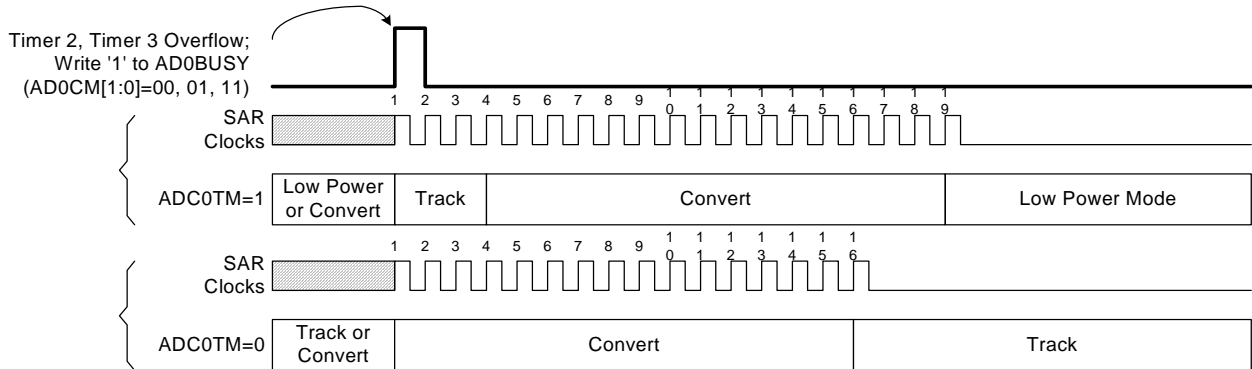 Timer 2, Timer 3 Overflow;
Write '1' to AD0BUSY
(AD0CM[1:0]=00, 01, 11)
1 2 3 4 5 6 7 8 9 10 11 12 13 14 15 16 17 18 19
SAR
Clocks
ADC0TM=1
Low Power
or Convert
Track
Convert
Low Power Mode
1 2 3 4 5 6 7 8 9 10 11 12 13 14 15 16
SAR
Clocks
ADC0TM=0
Track or
Convert
Convert
Track